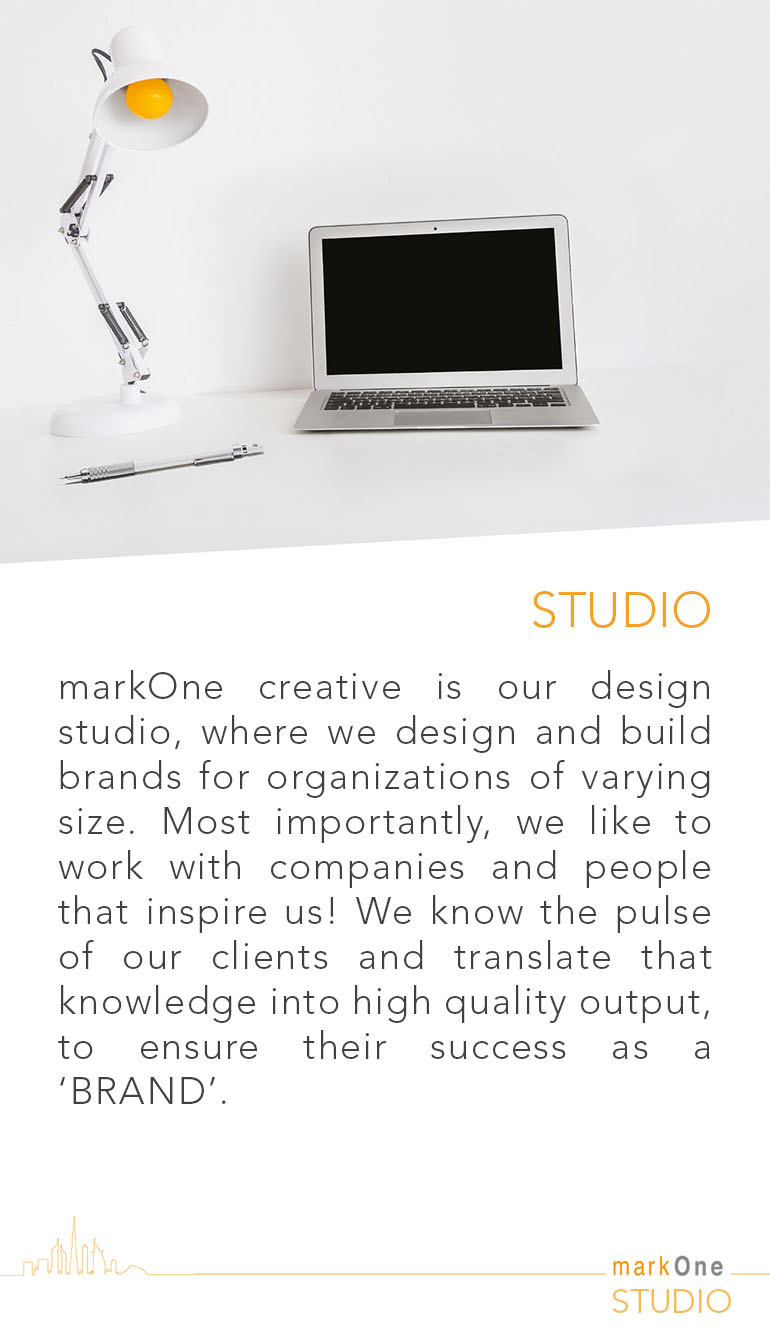 STUDIO
markOne creative is our design
studio, where we design and build
brands for organizations of varying
size. Most importantly, we like to
work with companies and people
that inspire us! We know the pulse
of our clients and translate that
knowledge into high quality output,
to ensure their success as a
‘BRAND’.
markOne
STUDIO